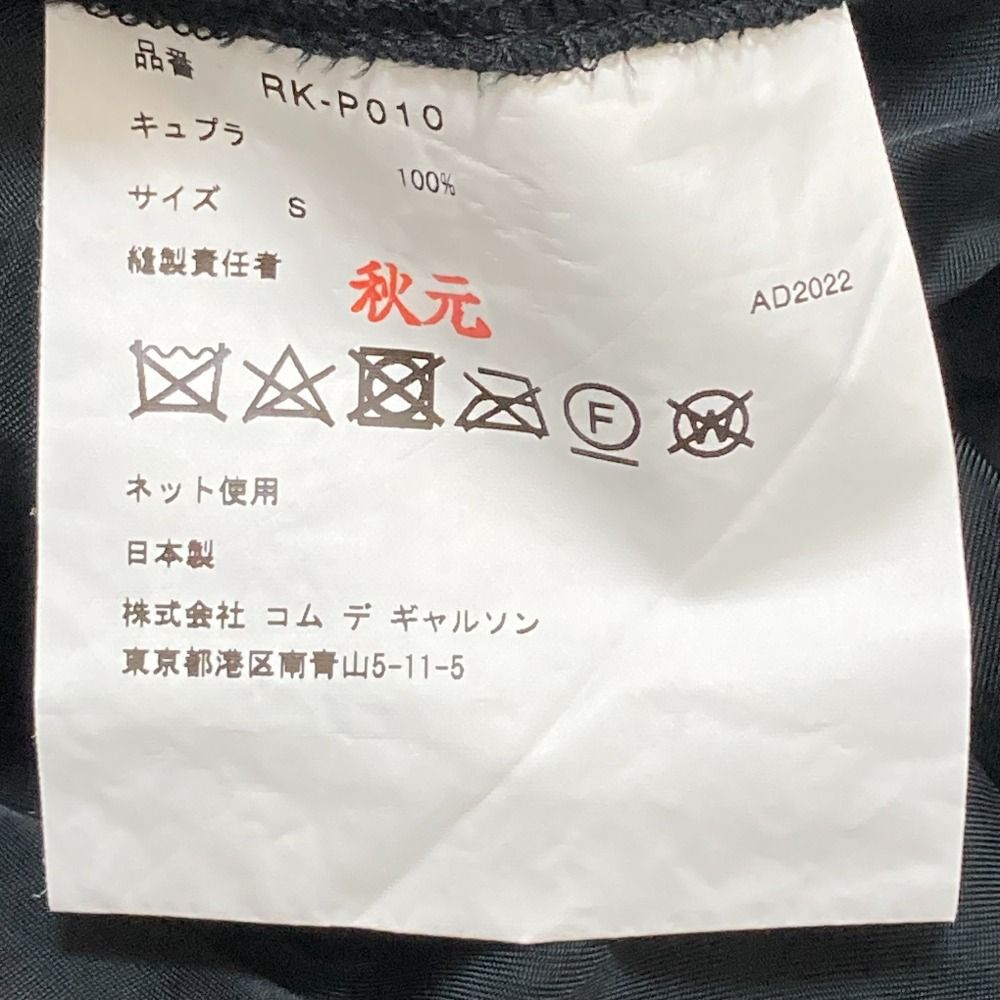 品番 RK-P010
キュプラ 100%
サイズ S
縫製責任者 秋元
AD2022
F W
ネット使用
日本製
株式会社 コム デ ギャルソン
東京都港区南青山5-11-5